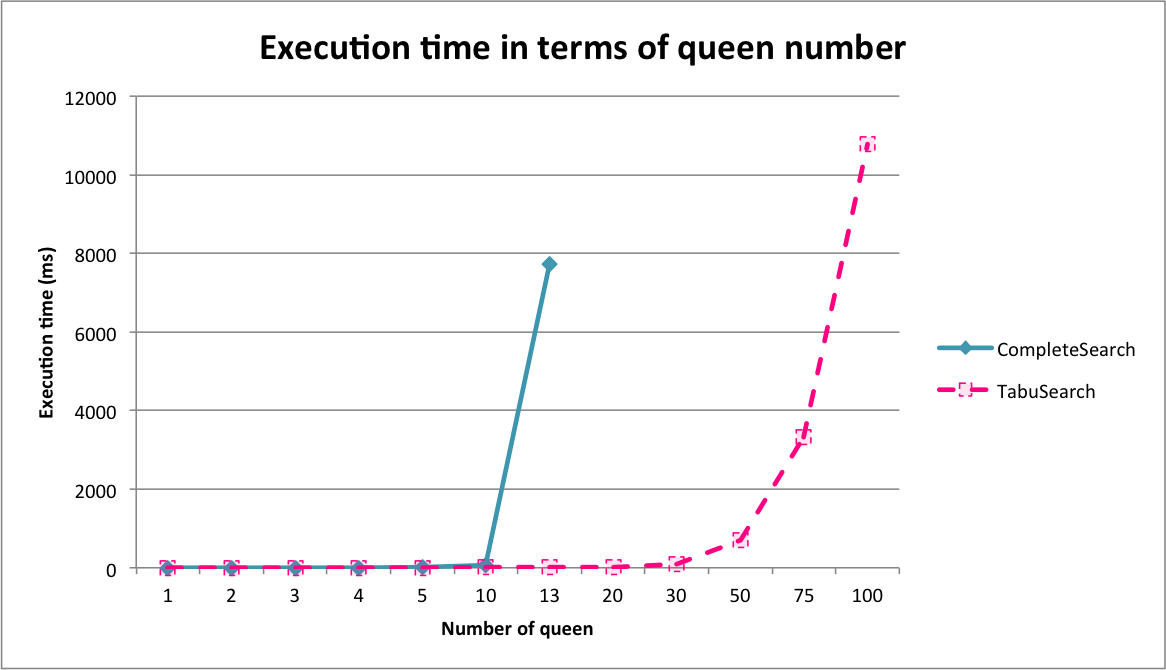 Execution time in terms of queen number
12000
10000
8000
6000
4000
2000
0
Execution time (ms)
1 2 3 4 5 10 13 20 30 50 75 100
Number of queen
CompleteSearch
TabuSearch